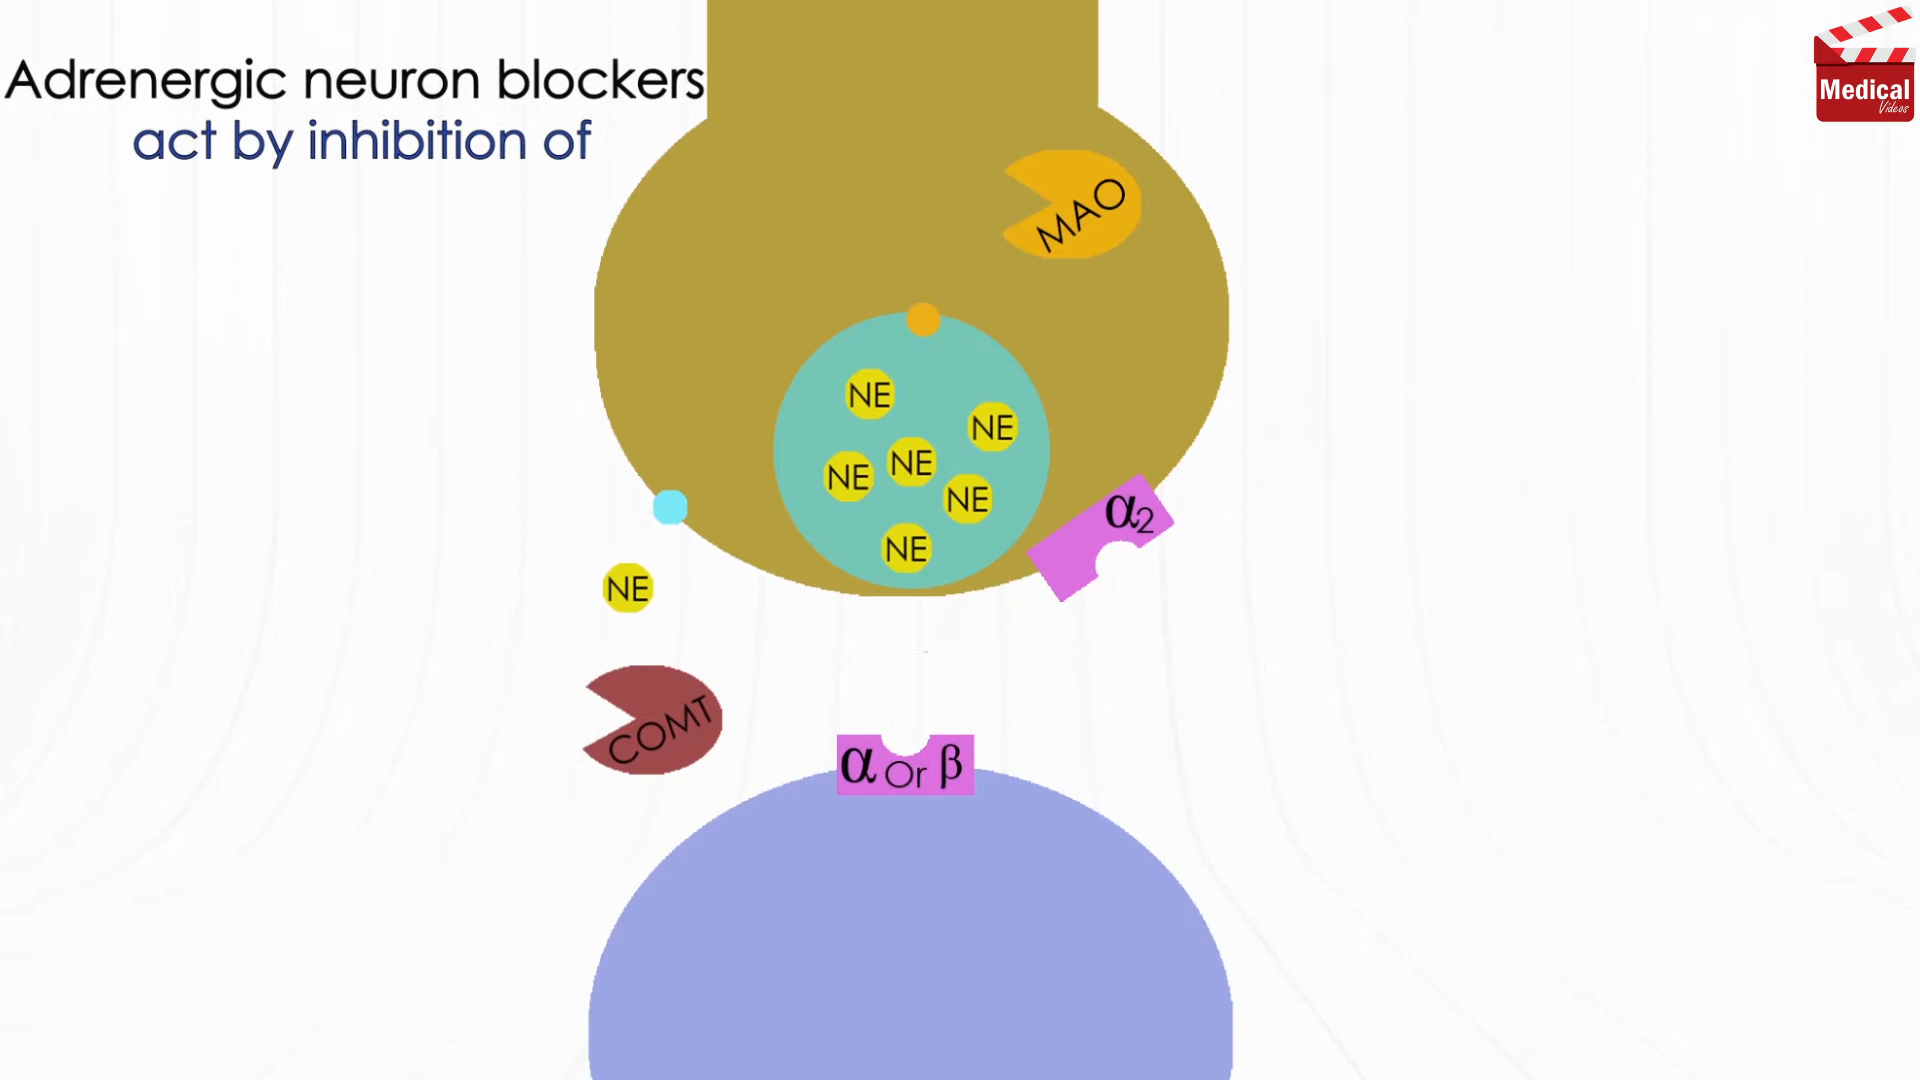 Adrenergic neuron blockers
act by inhibition of
Medical
Videos
MAO
NE
NE
NE
NE
NE
NE
α2
NE
COMT
α Or β